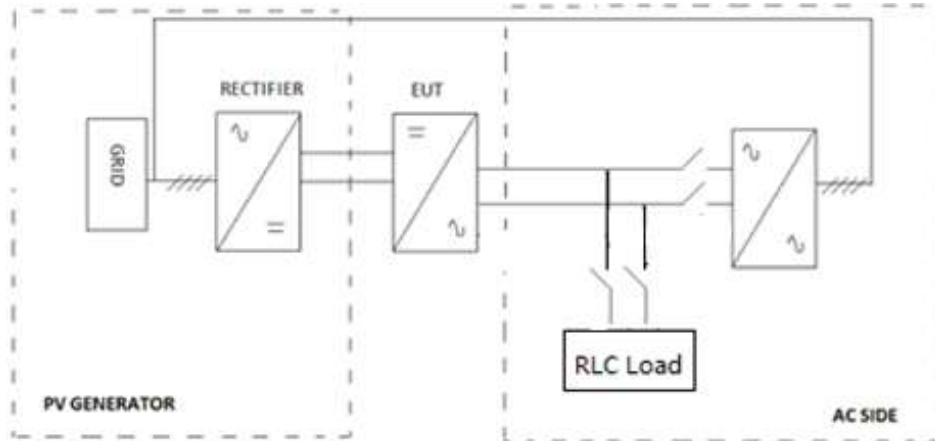 RECTIFIER
EUT
GRID
RLC Load
PV GENERATOR
AC SIDE